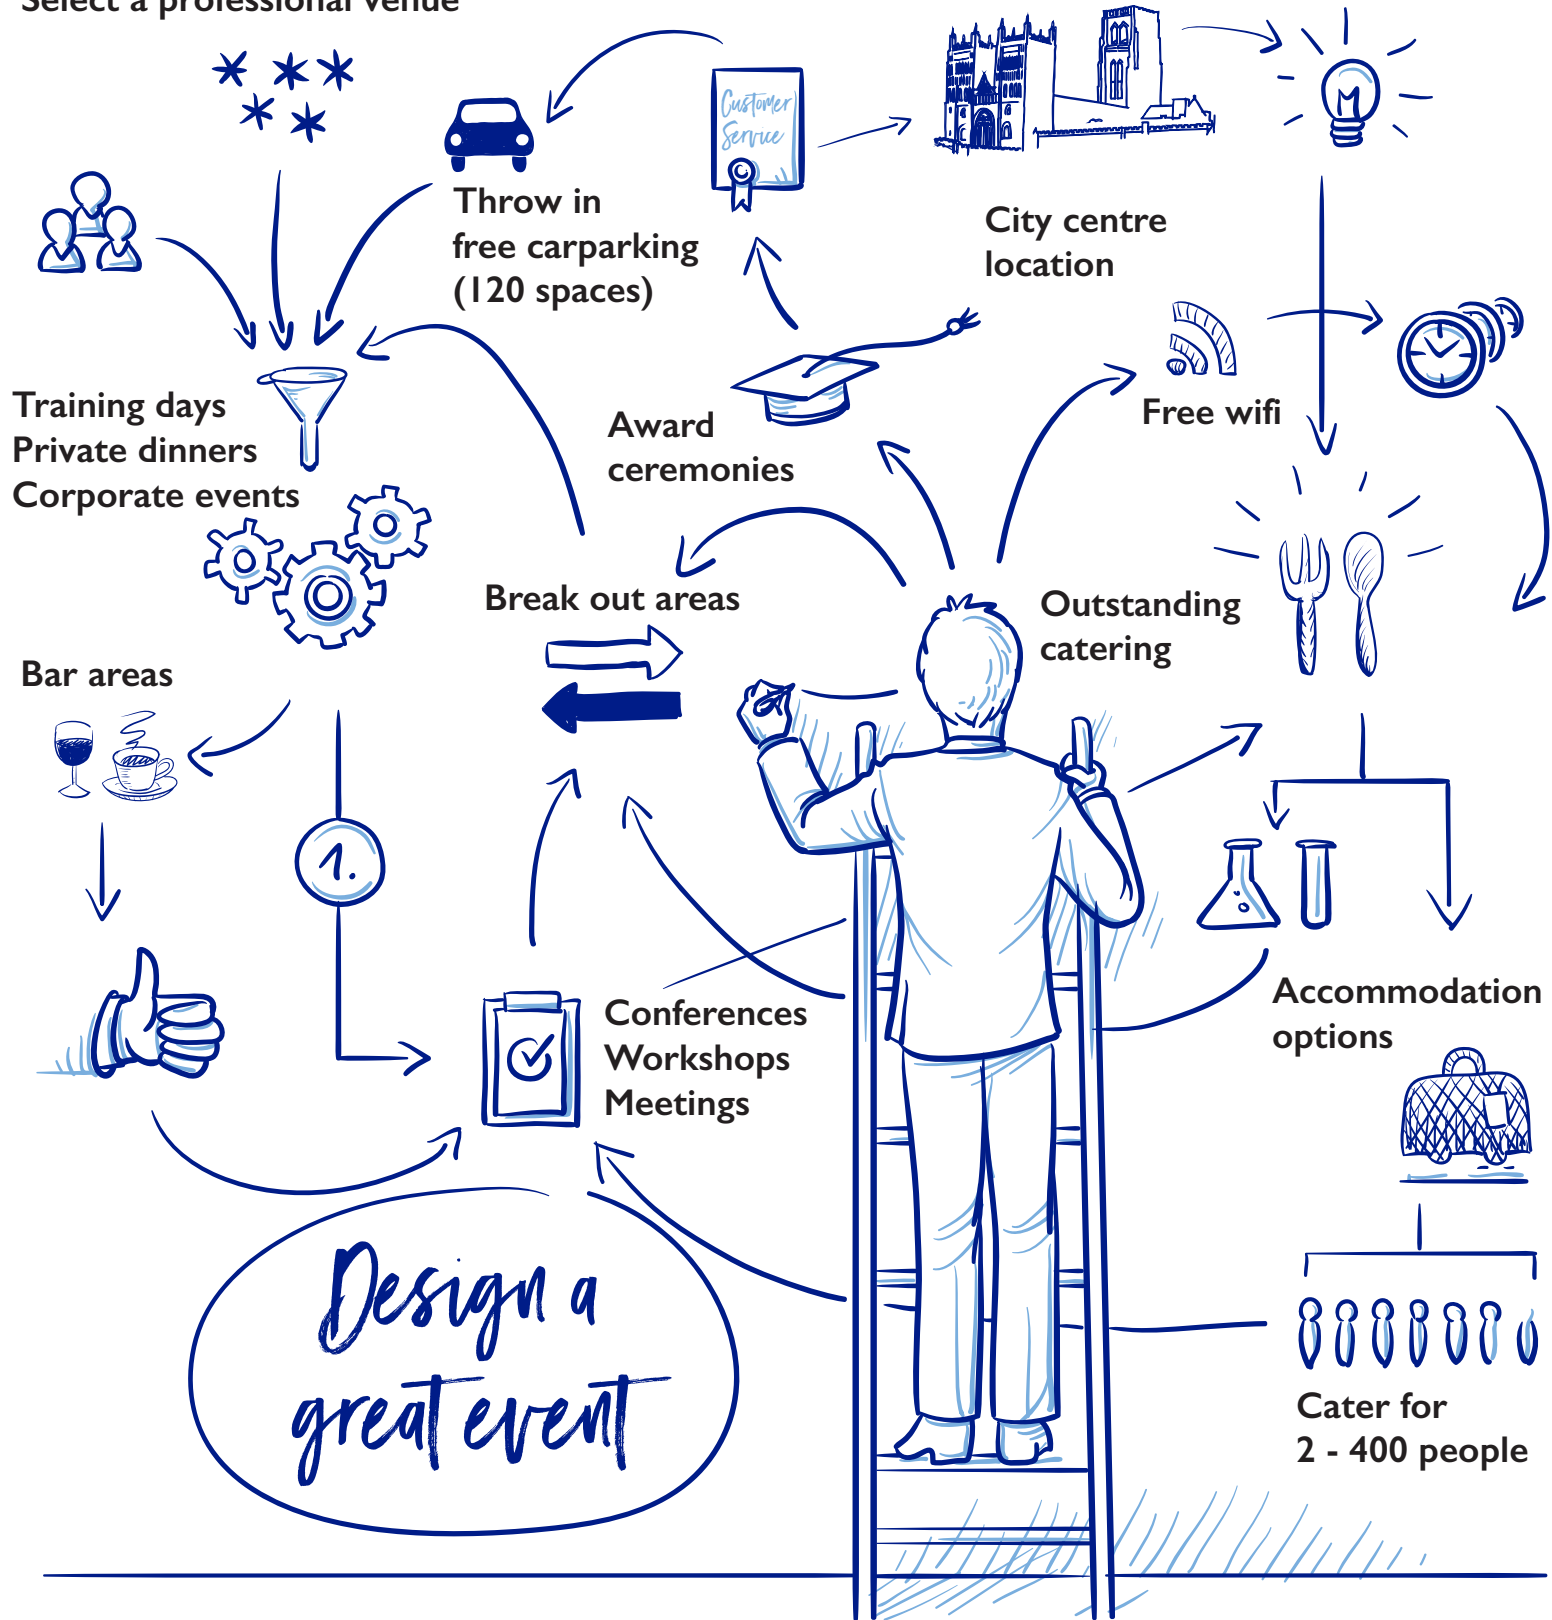 Select a professional venue
Customer
Service
Throw in
free carparking
(120 spaces)
City centre
location
Training days
Private dinners
Corporate events
Award
ceremonies
Free wifi
Break out areas
Outstanding
catering
Bar areas
1.
Conferences
Workshops
Meetings
Accommodation
options
Design a
great event
Cater for
2 - 400 people